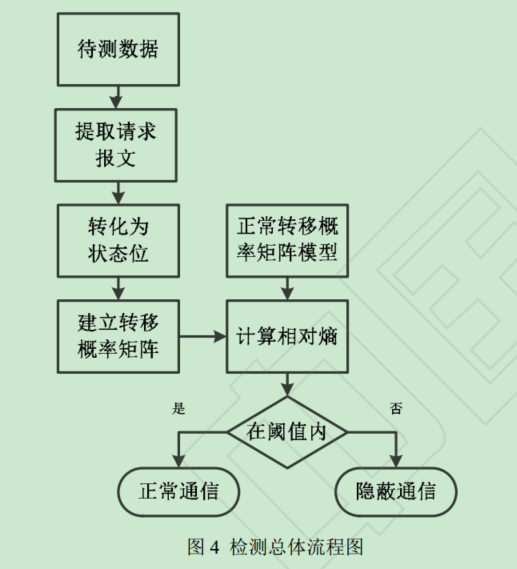 待测数据
提取请求
报文
转化为
状态位
正常转移概
率矩阵模型
建立转移
概率矩阵
计算相对熵
是
否
在阈值内
正常通信
隐蔽通信
图 4 检测总体流程图